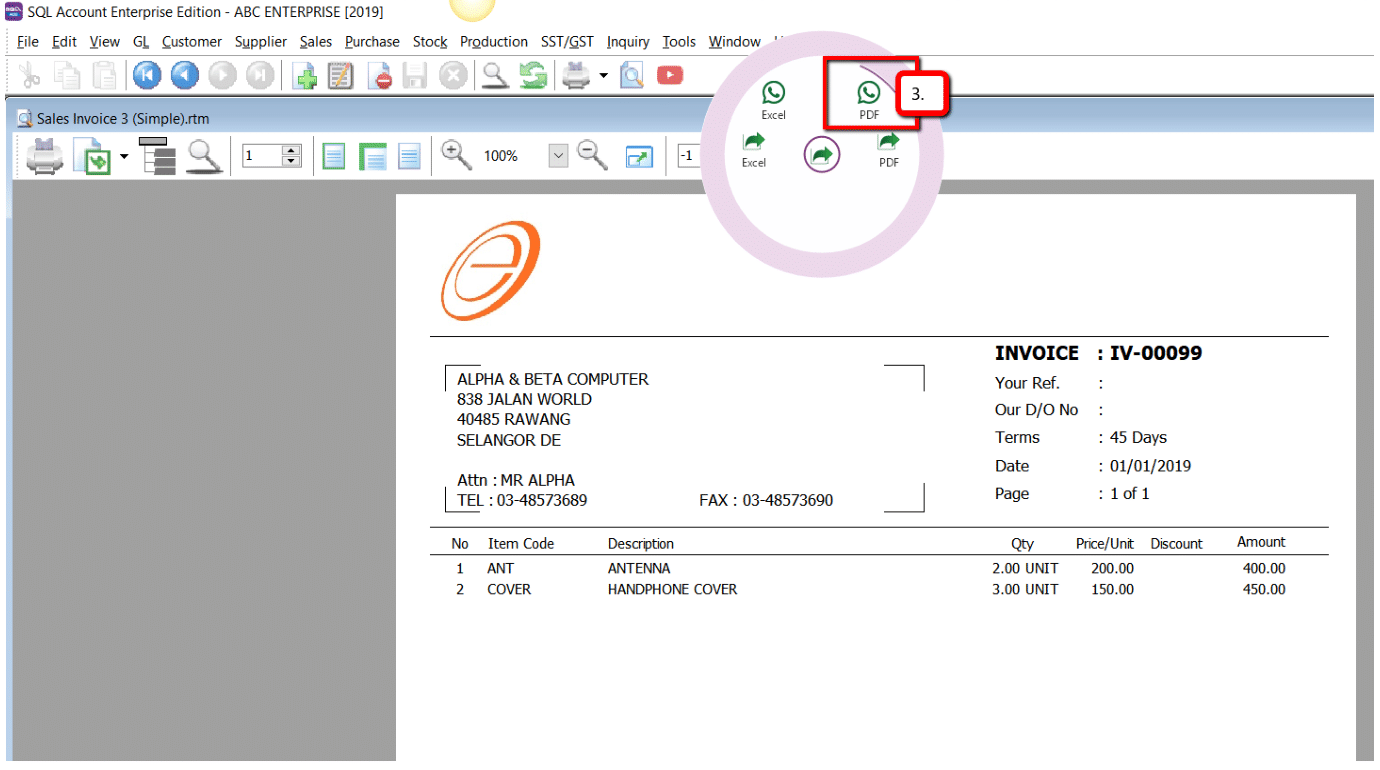 SQL Account Enterprise Edition - ABC ENTERPRISE [2019]
File Edit View GL Customer Supplier Sales Purchase Stock Production SST/GST Inquiry Tools Window
Excel PDF 3.
Sales Invoice 3 (Simple).rtm
1 100% -1
Excel PDF
INVOICE : IV-00099
ALPHA & BETA COMPUTER
838 JALAN WORLD
40485 RAWANG
SELANGOR DE
Attn : MR ALPHA
TEL : 03-48573689 FAX : 03-48573690
Your Ref. :
Our D/O No :
Terms : 45 Days
Date : 01/01/2019
Page : 1 of 1
No Item Code Description Qty Price/Unit Discount Amount
1 ANT ANTENNA 2.00 UNIT 200.00 400.00
2 COVER HANDPHONE COVER 3.00 UNIT 150.00 450.00